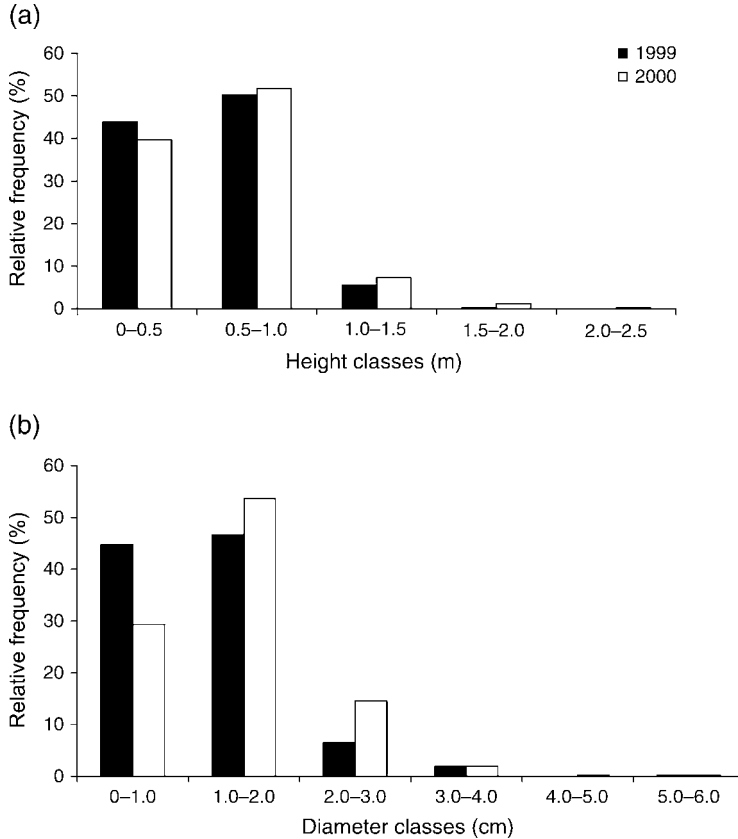 (a)
60
50
40
30
20
10
0
Relative frequency (%)
1999
2000
0–0.5 0.5–1.0 1.0–1.5 1.5–2.0 2.0–2.5
Height classes (m)
(b)
60
50
40
30
20
10
0
Relative frequency (%)
0–1.0 1.0–2.0 2.0–3.0 3.0–4.0 4.0–5.0 5.0–6.0
Diameter classes (cm)